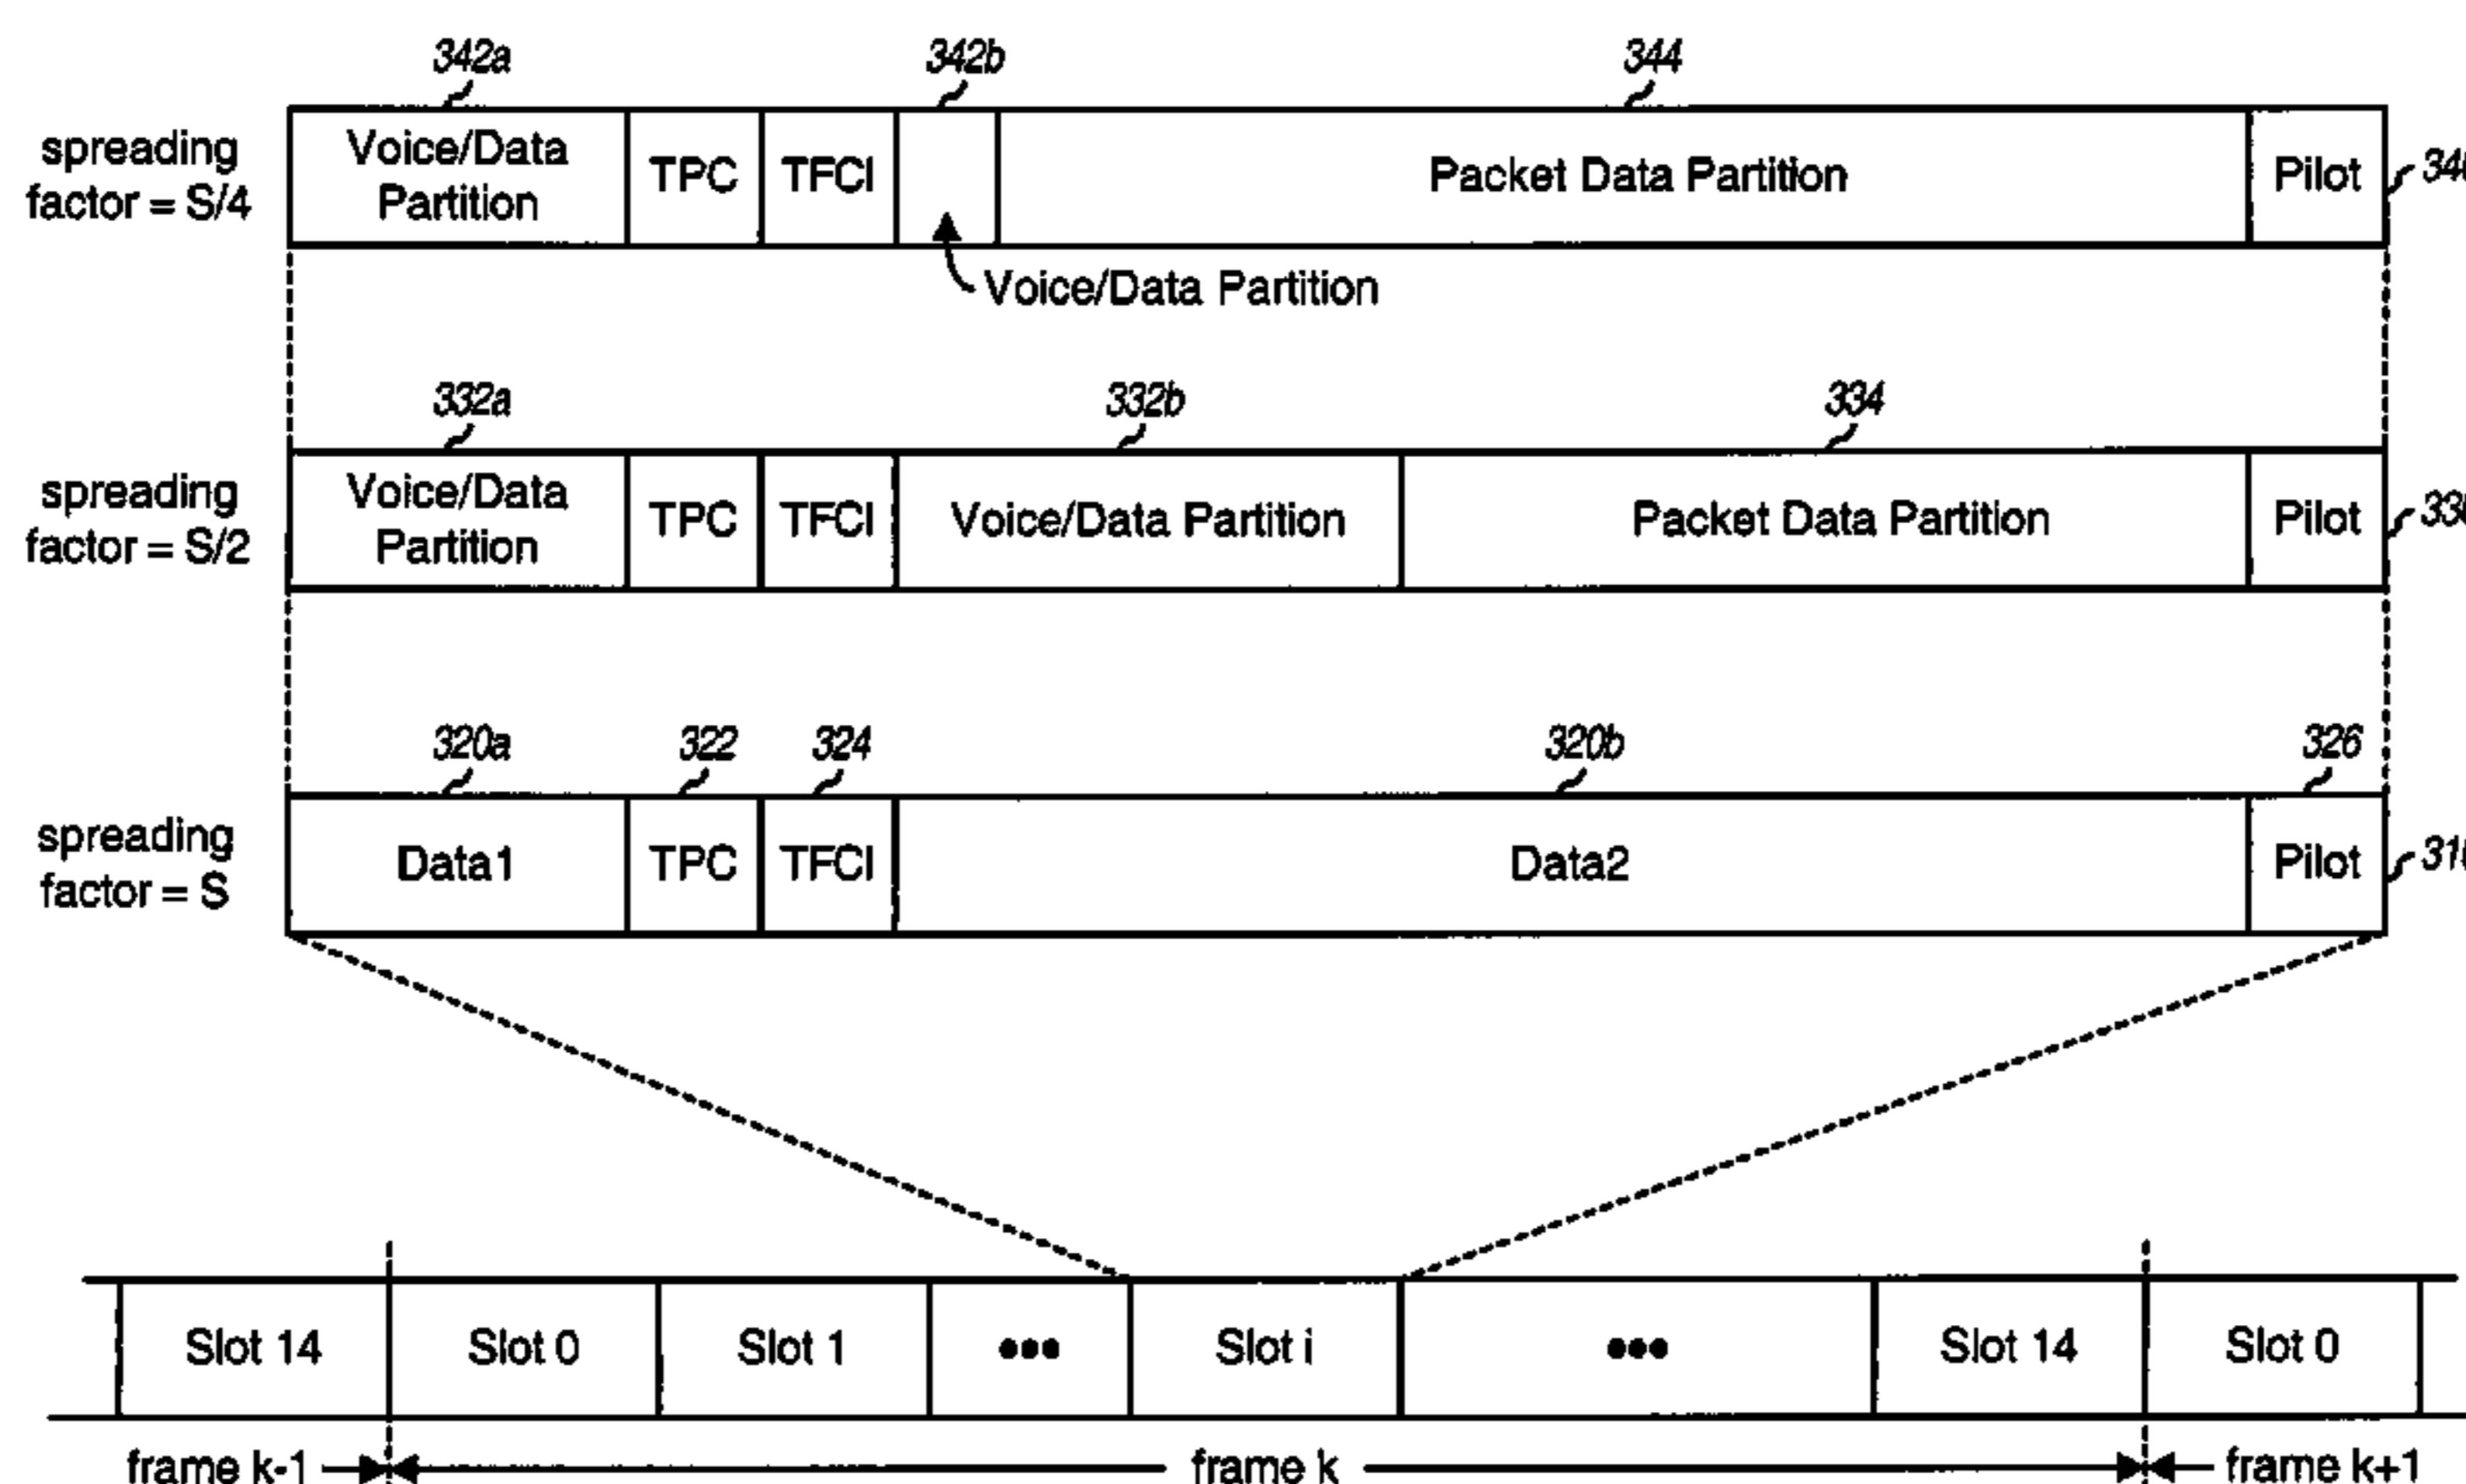 342a 342b 344
spreading
factor = S/4
Voice/Data
Partition
TPC TFCI Packet Data Partition Pilot
Voice/Data Partition
332a 332b 334
spreading
factor = S/2
Voice/Data
Partition
TPC TFCI Voice/Data Partition Packet Data Partition Pilot
320a 322 324 320b 326
spreading
factor = S
Data1 TPC TFCI Data2 Pilot
Slot 14 Slot 0 Slot 1 ••• Slot i ••• Slot 14 Slot 0
frame k-1 frame k frame k+1